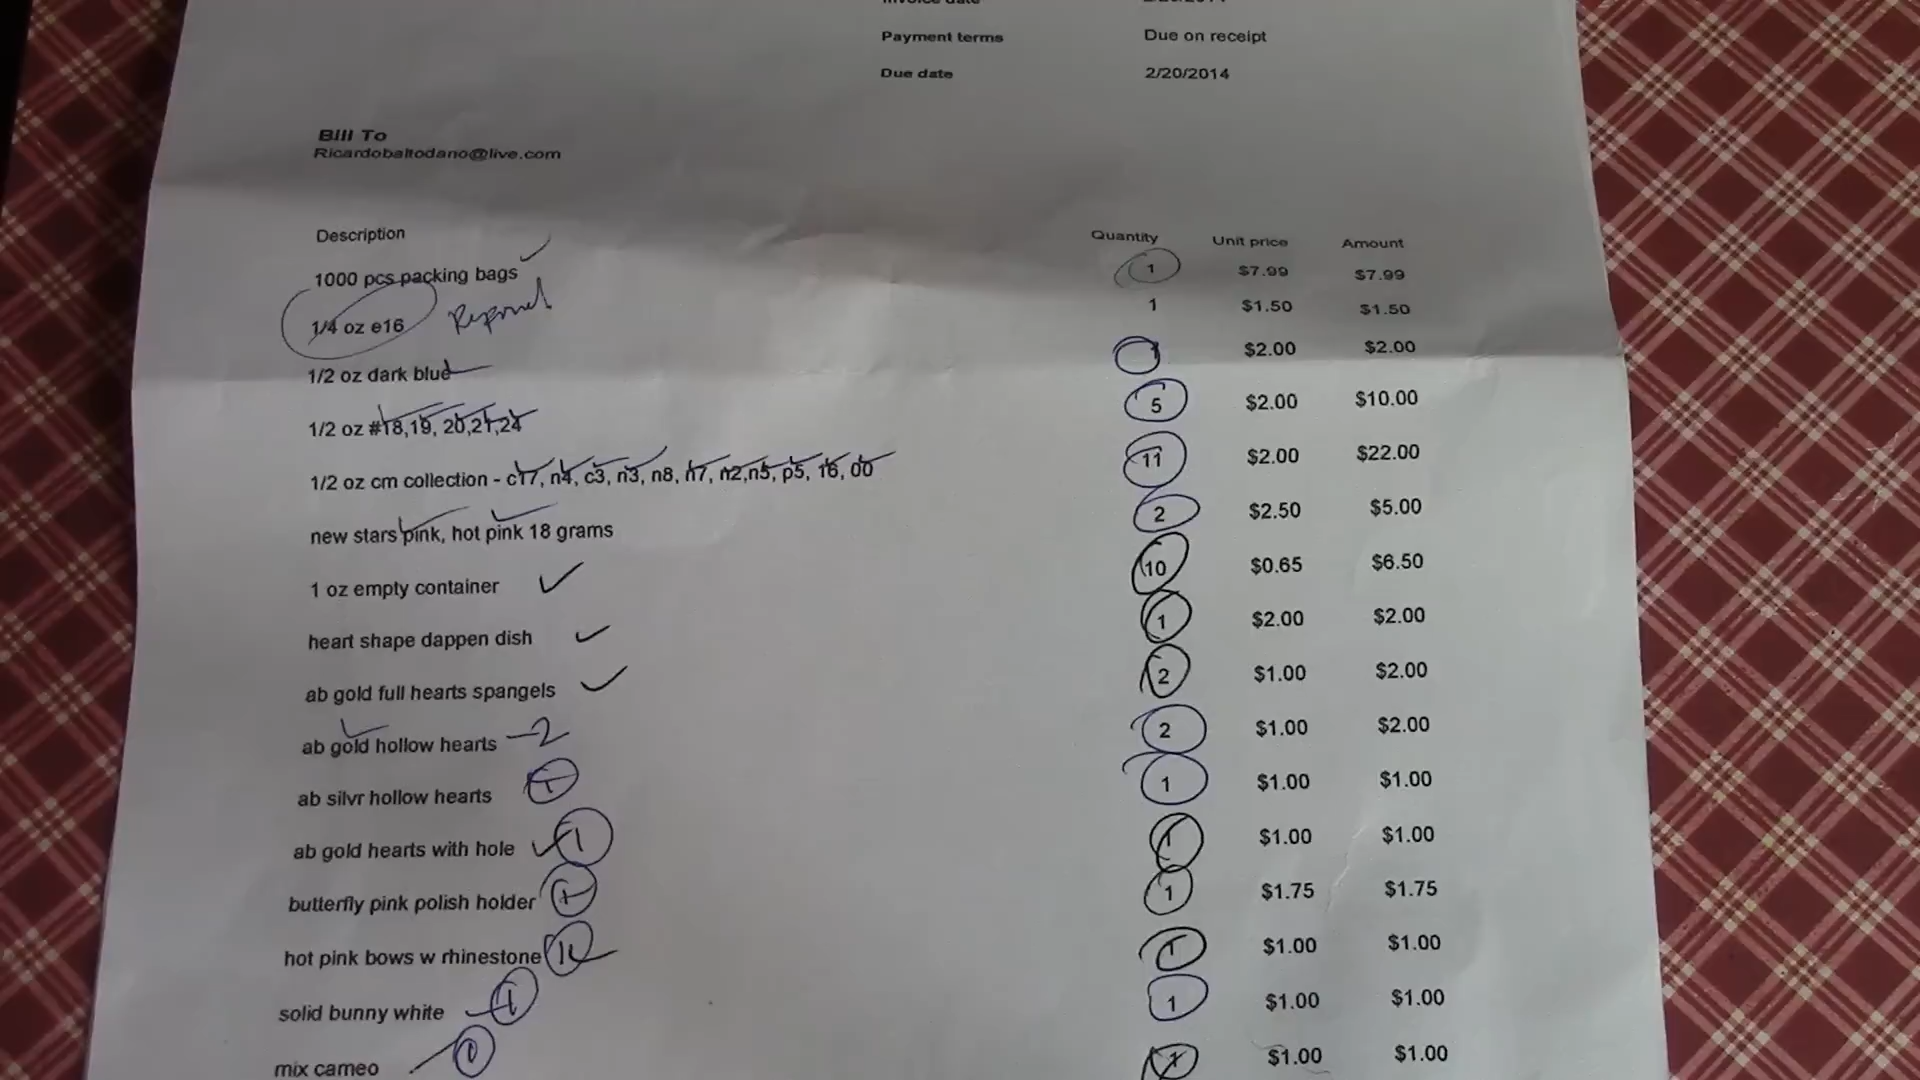 Payment terms Due on receipt
Due date 2/20/2014
Bill To
Ricardobaltodano@live.com
Description Quantity Unit price Amount
1000 pcs packing bags 1 $7.99 $7.99
1/4 oz e16 1 $1.50 $1.50
1/2 oz dark blue 1 $2.00 $2.00
1/2 oz #18,19, 20,21,24 5 $2.00 $10.00
1/2 oz cm collection - c17, n4, c3, n3, n8, n7, n2,n5, p5, 16, 00 11 $2.00 $22.00
new stars pink, hot pink 18 grams 2 $2.50 $5.00
1 oz empty container 10 $0.65 $6.50
heart shape dappen dish 1 $2.00 $2.00
ab gold full hearts spangels 2 $1.00 $2.00
ab gold hollow hearts 2 2 $1.00 $2.00
ab silvr hollow hearts 1 1 $1.00 $1.00
ab gold hearts with hole 1 1 $1.00 $1.00
butterfly pink polish holder 1 1 $1.75 $1.75
hot pink bows w rhinestone 1 1 $1.00 $1.00
solid bunny white 1 1 $1.00 $1.00
mix cameo 1 $1.00 $1.00